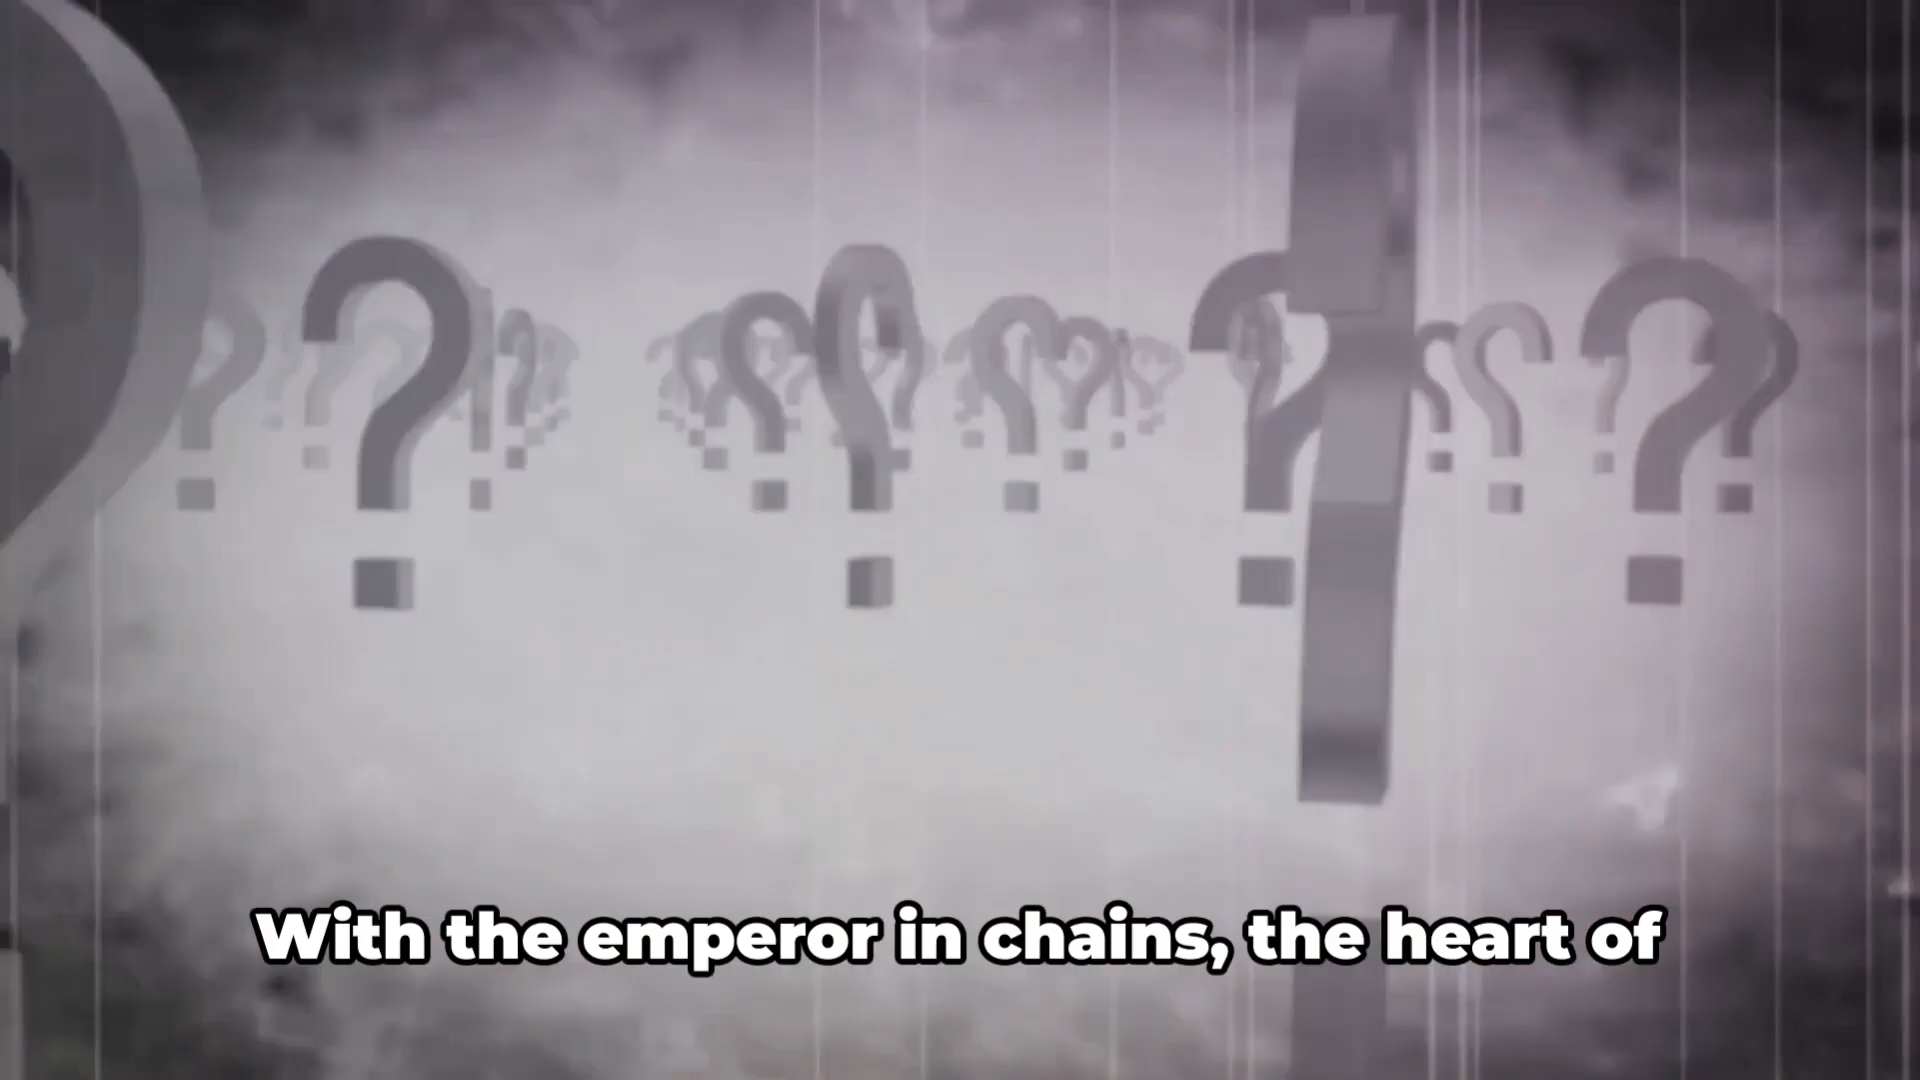 With the emperor in chains, the heart of